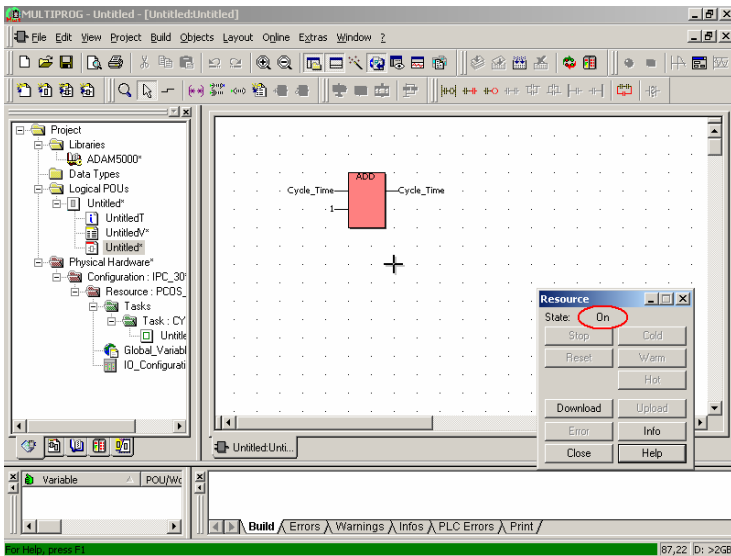 MULTIPROG - Untitled - [Untitled:Untitled]
File Edit View Project Build Objects Layout Online Extras Window ?
Project
Libraries
ADAM5000*
Data Types
Logical POUs
Untitled*
UntitledT
UntitledV*
Untitled*
Physical Hardware*
Configuration : IPC_30
Resource : PCOS_
Tasks
Task : CY
Untitle
Global_Variabl
IO_Configurati
ADD
Cycle_Time Cycle_Time
1
Resource
State: On
Stop Cold
Reset Warm
Hot
Download Upload
Error Info
Close Help
Untitled:Unti...
Variable POU/Wo
Build Errors Warnings Infos PLC Errors Print
For Help, press F1
87,22 D: >2GB